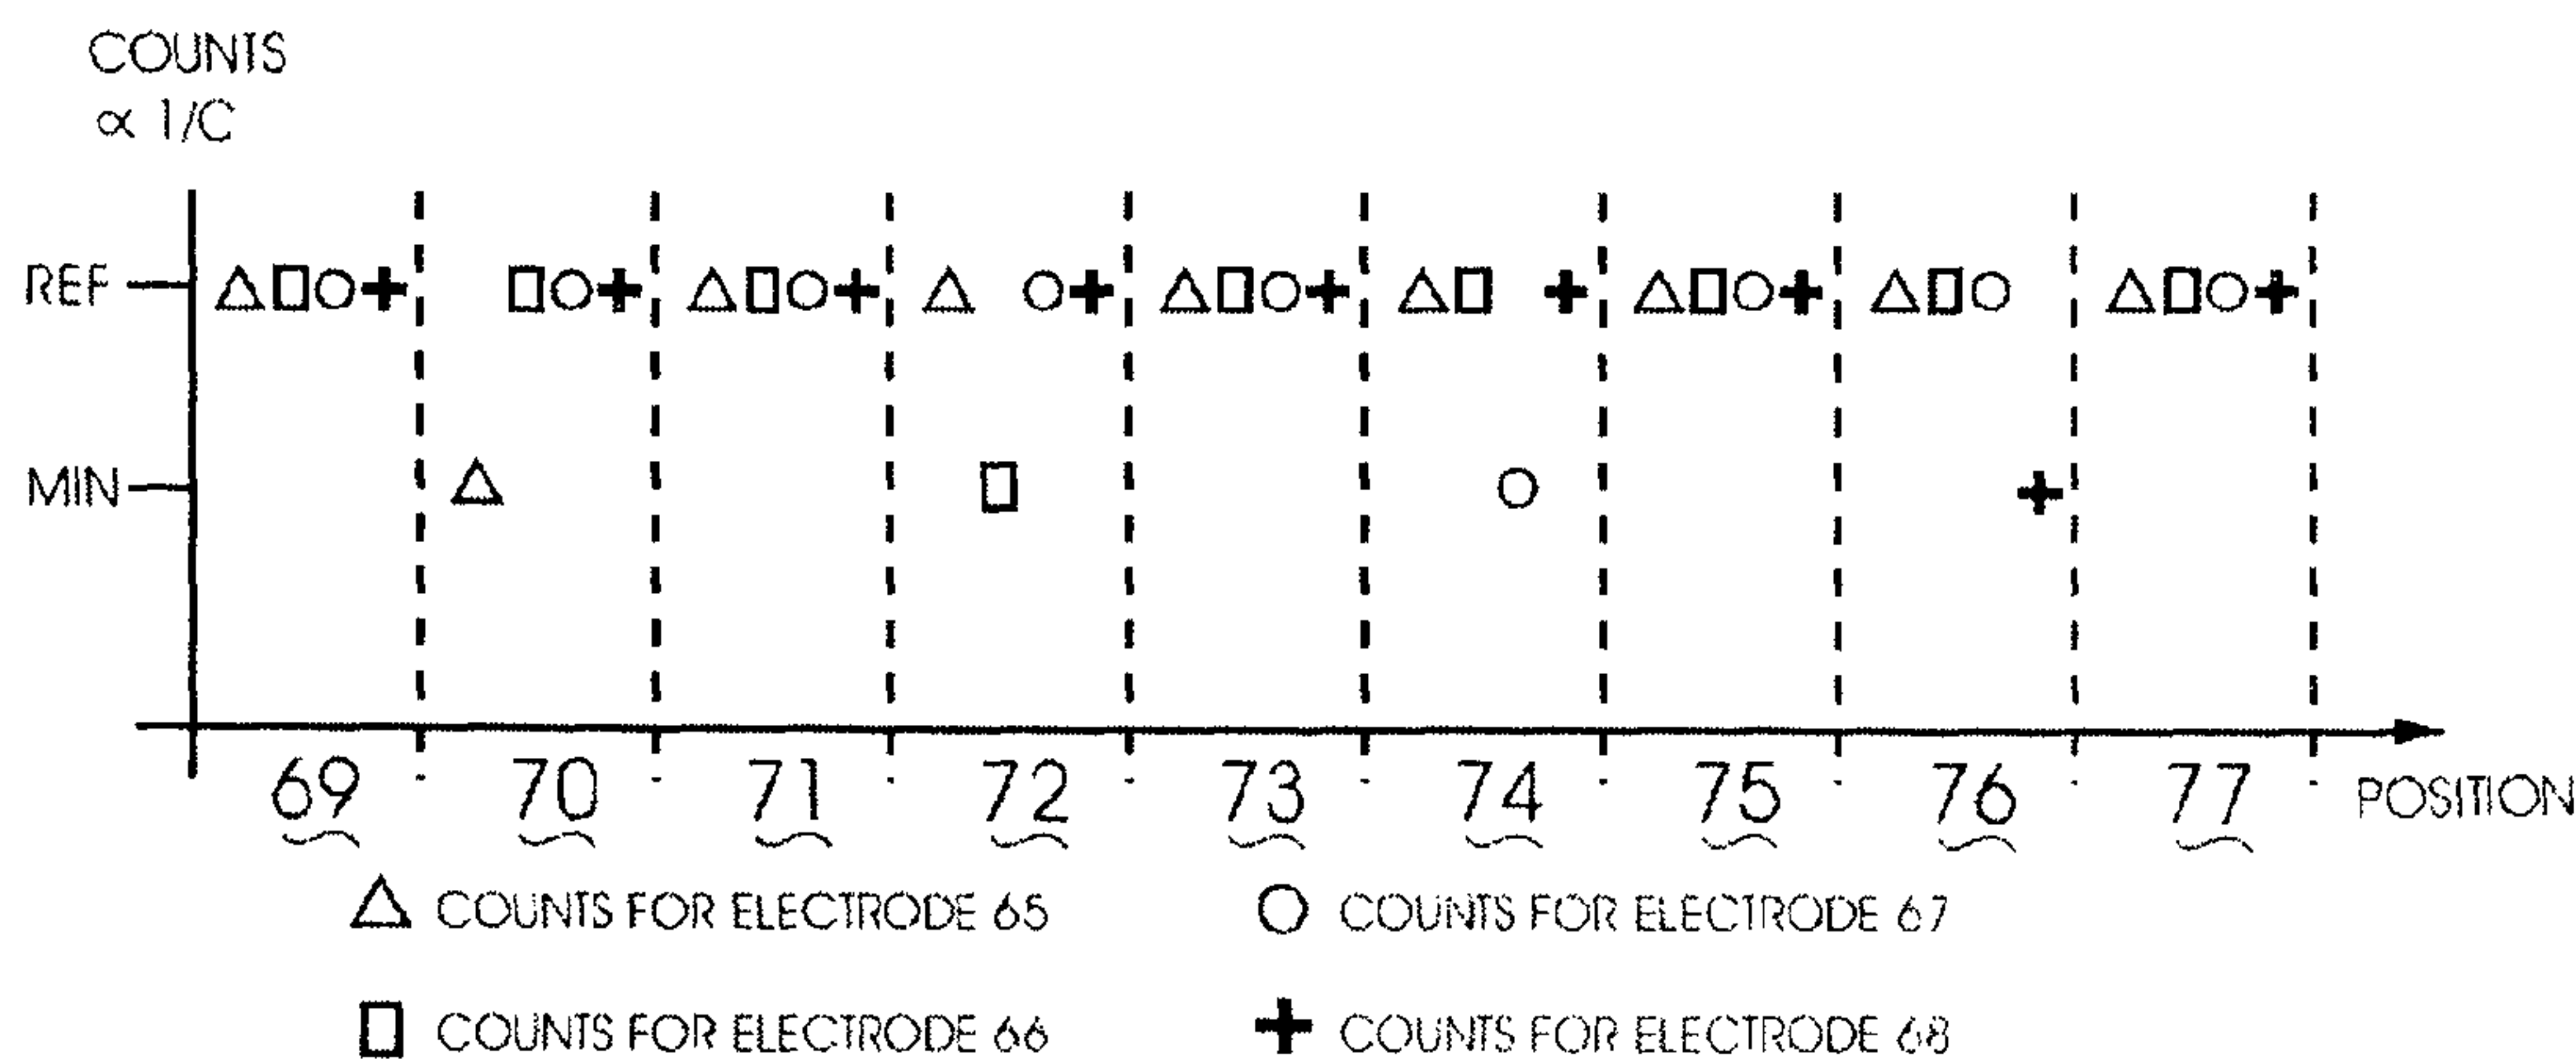 COUNTS
∝ 1/C
REF
MIN
69 70 71 72 73 74 75 76 77 POSITION
COUNTS FOR ELECTRODE 65
COUNTS FOR ELECTRODE 67
COUNTS FOR ELECTRODE 66
COUNTS FOR ELECTRODE 68